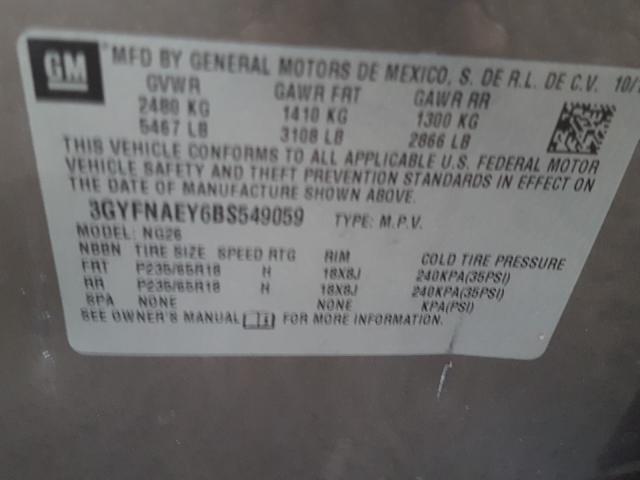 GM
MFD BY GENERAL MOTORS DE MEXICO, S. DE R.L. DE C.V. 10/
GVWR GAWR FRT GAWR RR
2480 KG 1410 KG 1300 KG
5467 LB 3108 LB 2866 LB
THIS VEHICLE CONFORMS TO ALL APPLICABLE U.S. FEDERAL MOTOR
VEHICLE SAFETY AND THEFT PREVENTION STANDARDS IN EFFECT ON
THE DATE OF MANUFACTURE SHOWN ABOVE.
3GYFNAEY6BS549059 TYPE: M.P.V.
MODEL: NG26
NBBN TIRE SIZE SPEED RTG RIM COLD TIRE PRESSURE
FRT P235/65R18 H 18X8J 240KPA(35PSI)
RR P235/65R18 H 18X8J 240KPA(35PSI)
SPA NONE NONE KPA(PSI)
SEE OWNER'S MANUAL FOR MORE INFORMATION.